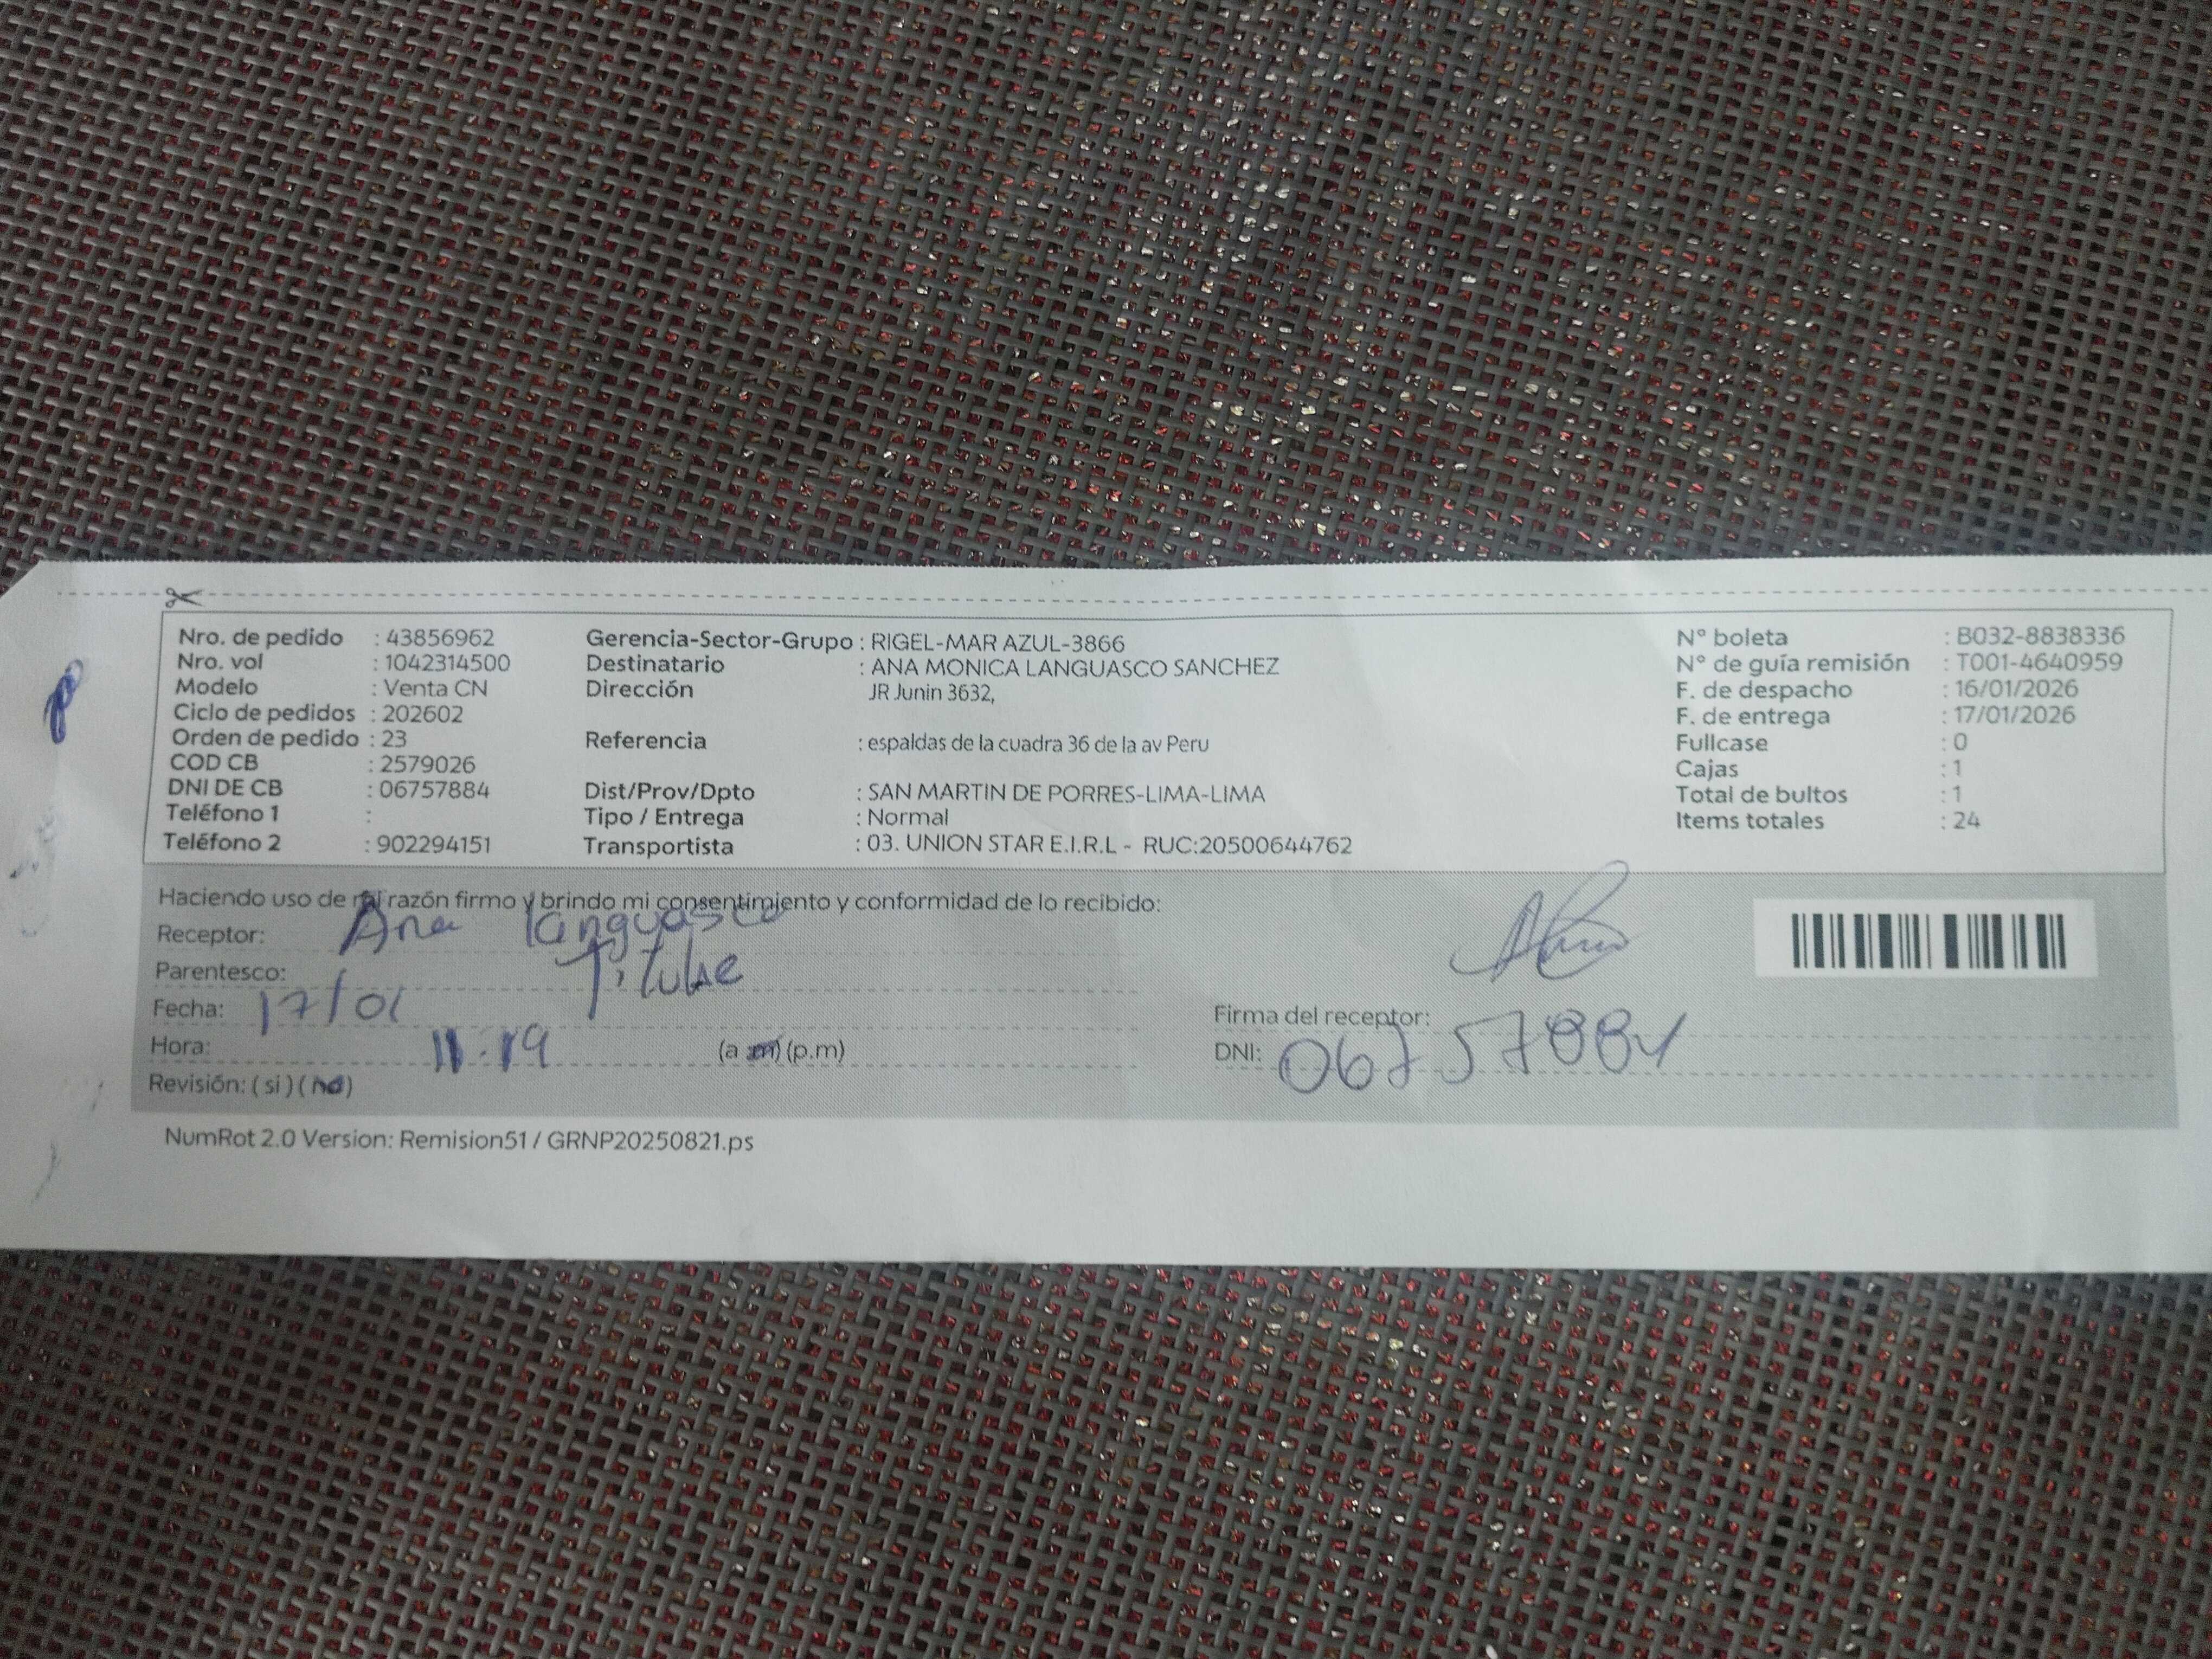 Nro. de pedido : 43856962
Nro. vol : 1042314500
Modelo : Venta CN
Ciclo de pedidos : 202602
Orden de pedido : 23
COD CB : 2579026
DNI DE CB : 06757884
Teléfono 1 :
Teléfono 2 : 902294151
Gerencia-Sector-Grupo : RIGEL-MAR AZUL-3866
Destinatario : ANA MONICA LANGUASCO SANCHEZ
Dirección JR Junin 3632,
Referencia : espaldas de la cuadra 36 de la av Peru
Dist/Prov/Dpto : SAN MARTIN DE PORRES-LIMA-LIMA
Tipo / Entrega : Normal
Transportista : 03. UNION STAR E.I.R.L - RUC:20500644762
N° boleta : B032-8838336
N° de guía remisión : T001-4640959
F. de despacho : 16/01/2026
F. de entrega : 17/01/2026
Fullcase : 0
Cajas : 1
Total de bultos : 1
Items totales : 24
Haciendo uso de mi razón firmo y brindo mi consentimiento y conformidad de lo recibido:
Receptor: Ana languasco
Parentesco:
Fecha: 17/01
Hora: 11:19 (a m) (p.m)
Revisión: ( si ) ( no )
Firma del receptor:
DNI: 06757884
NumRot 2.0 Version: Remision51 / GRNP20250821.ps